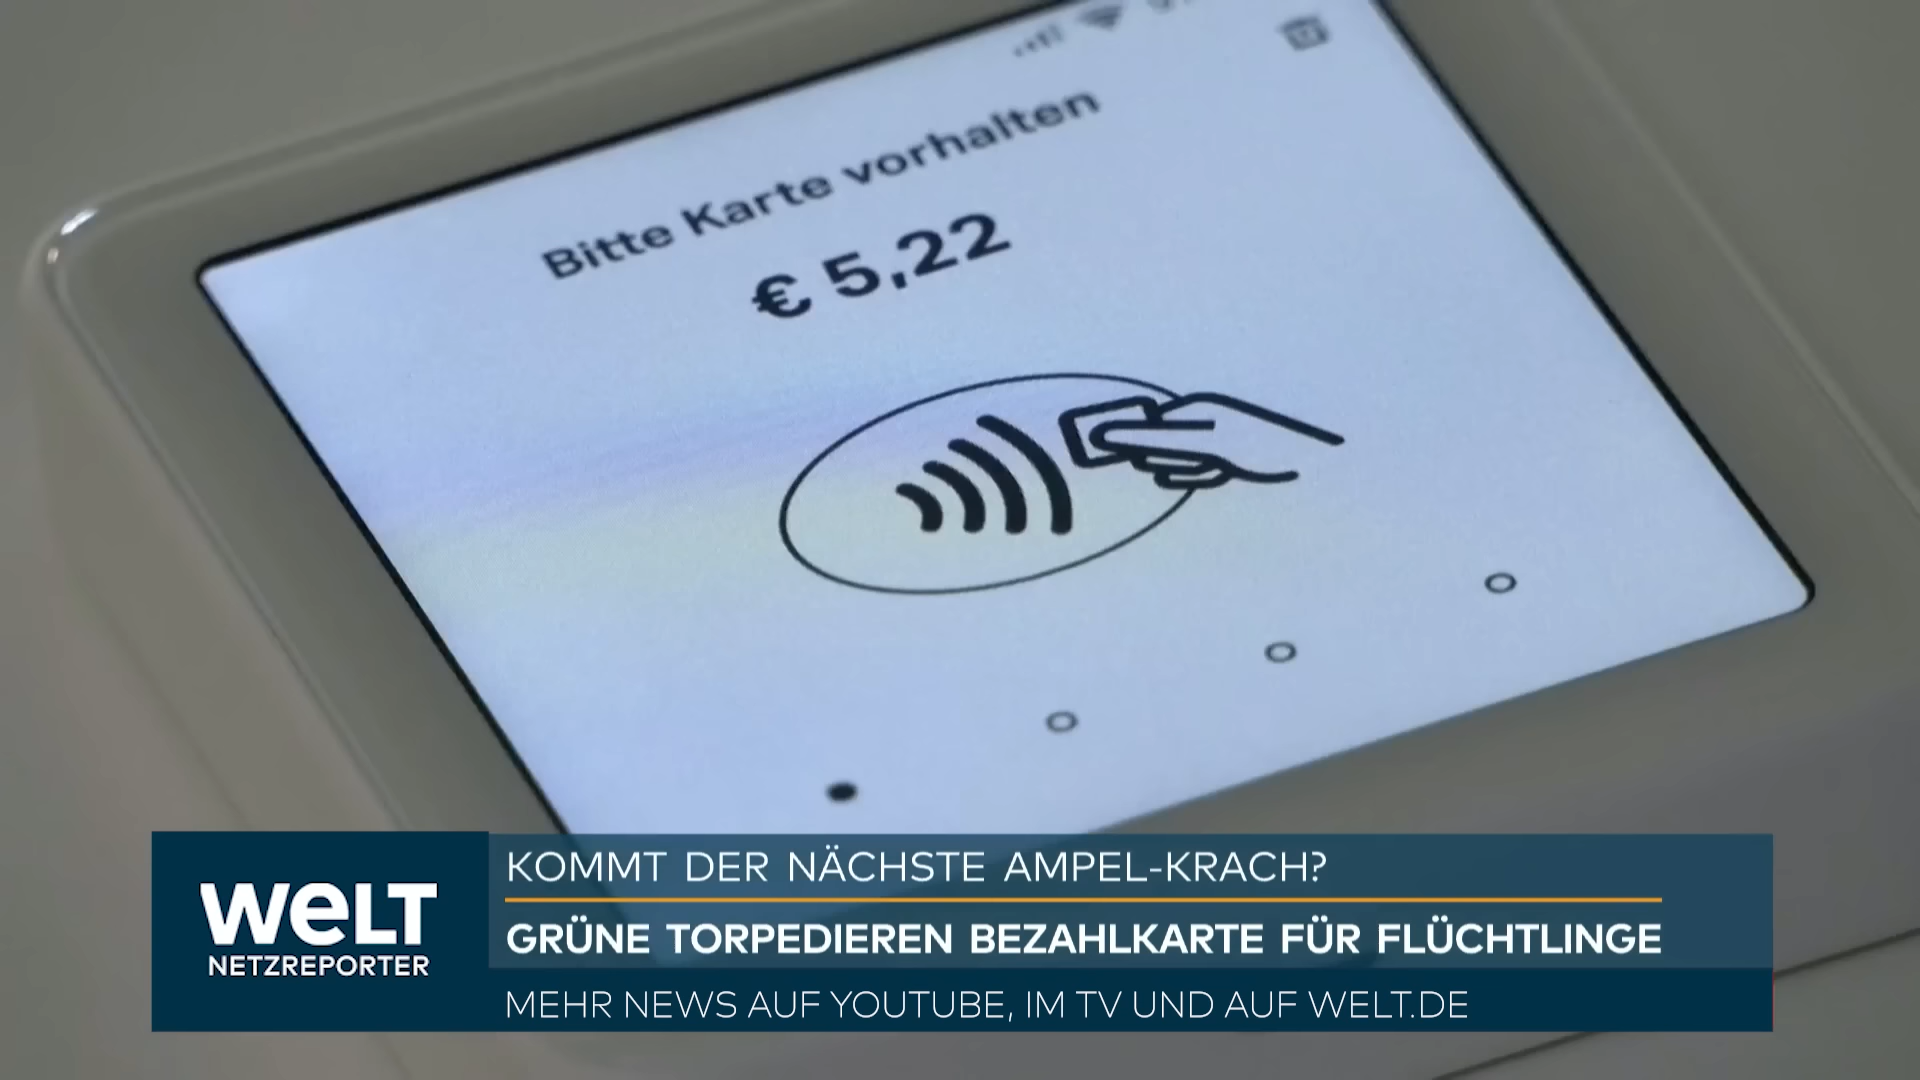 Bitte Karte vorhalten
€ 5,22
KOMMT DER NÄCHSTE AMPEL-KRACH?
GRÜNE TORPEDIEREN BEZAHLKARTE FÜR FLÜCHTLINGE
MEHR NEWS AUF YOUTUBE, IM TV UND AUF WELT.DE
WELT
NETZREPORTER